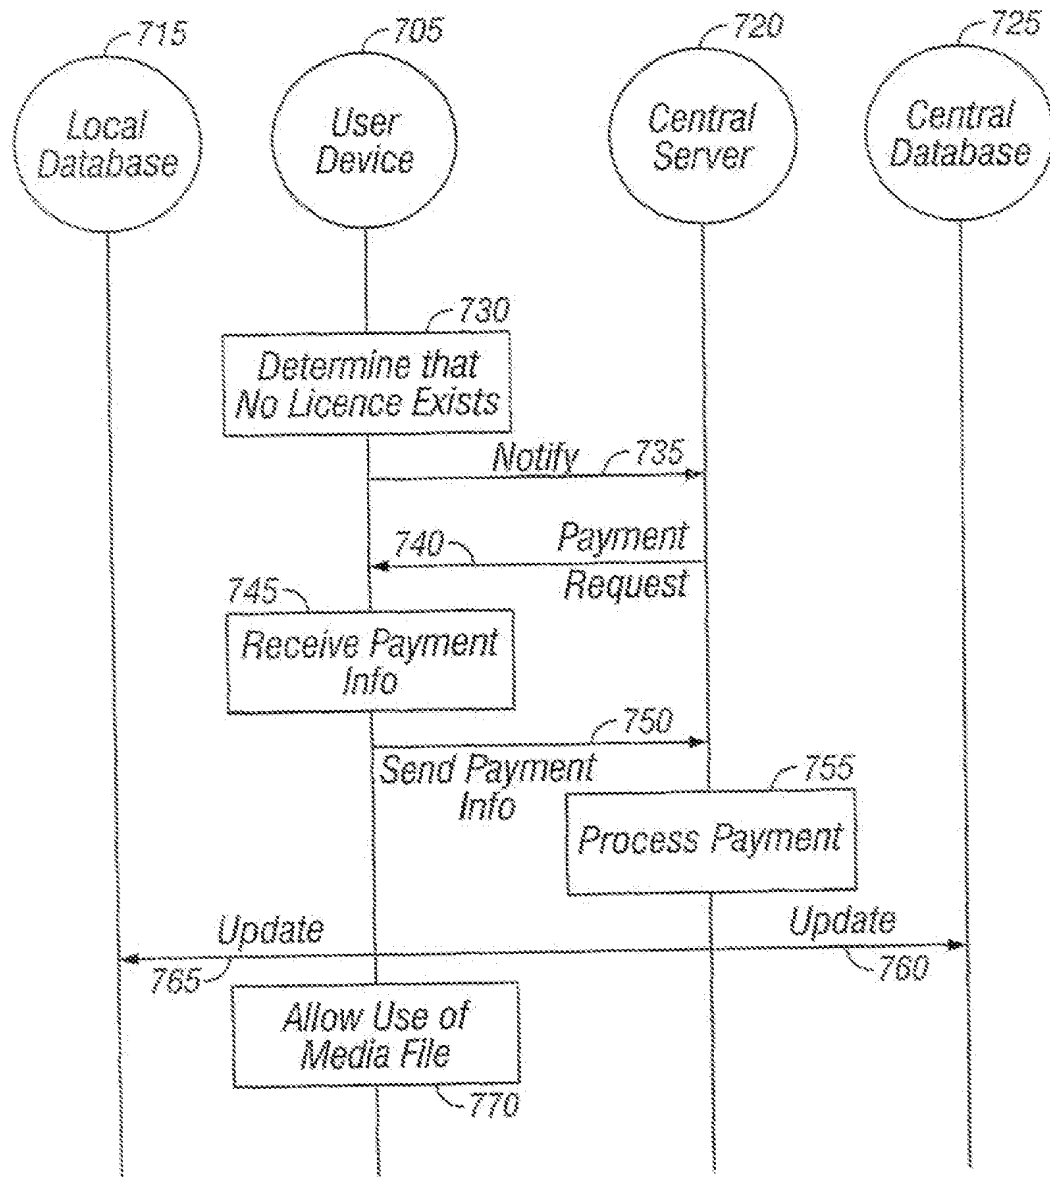 715
705
720
725
Local
Database
User
Device
Central
Server
Central
Database
730
Determine that
No Licence Exists
Notify
735
740
Payment
Request
745
Receive Payment
Info
750
Send Payment
Info
755
Process Payment
Update
Update
765
760
Allow Use of
Media File
770